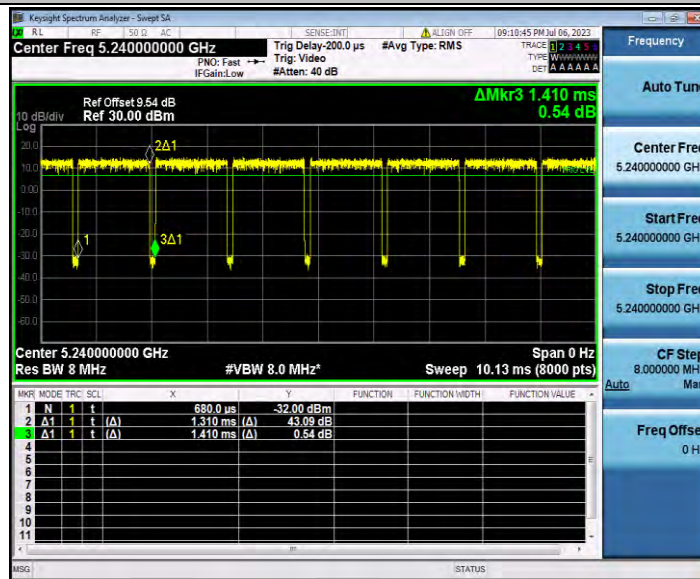 Keysight Spectrum Analyzer - Swept SA
RL RF 50 Ω AC SENSE:INT ALIGN OFF 09:10:45 PM Jul 06, 2023
Center Freq 5.240000000 GHz
PNO: Fast
IFGain:Low
Trig Delay-200.0 µs
Trig: Video
#Atten: 40 dB
#Avg Type: RMS
TRACE 1 2 3 4 5 6
TYPE W
DET A A A A A A
Frequency
Ref Offset 9.54 dB
10 dB/div Ref 30.00 dBm
Log
ΔMkr3 1.410 ms
0.54 dB
Auto Tune
20.0
10.0
0.00
-10.0
-20.0
-30.0
-40.0
-50.0
-60.0
2Δ1
1
3Δ1
Center Freq
5.240000000 GH
Start Freq
5.240000000 GH
Stop Freq
5.240000000 GH
Center 5.240000000 GHz Span 0 Hz
Res BW 8 MHz #VBW 8.0 MHz* Sweep 10.13 ms (8000 pts)
CF Step
8.000000 MH
Auto Ma
Freq Offse
0 H
MKR MODE TRC SCL X Y FUNCTION FUNCTION WIDTH FUNCTION VALUE
1 N 1 t 680.0 µs -32.00 dBm
2 Δ1 1 t (Δ) 1.310 ms (Δ) 43.09 dB
3 Δ1 1 t (Δ) 1.410 ms (Δ) 0.54 dB
4
5
6
7
8
9
10
11
MSG STATUS